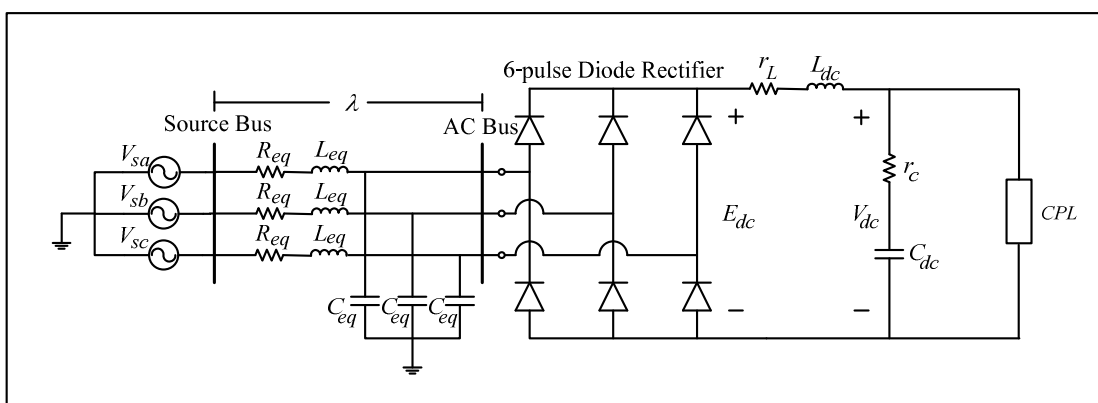 6-pulse Diode Rectifier
r_L
L_dc
λ
Source Bus
AC Bus
V_sa
R_eq
L_eq
V_sb
R_eq
L_eq
V_sc
R_eq
L_eq
C_eq
C_eq
C_eq
+
+
E_dc
V_dc
r_c
C_dc
CPL
−
−